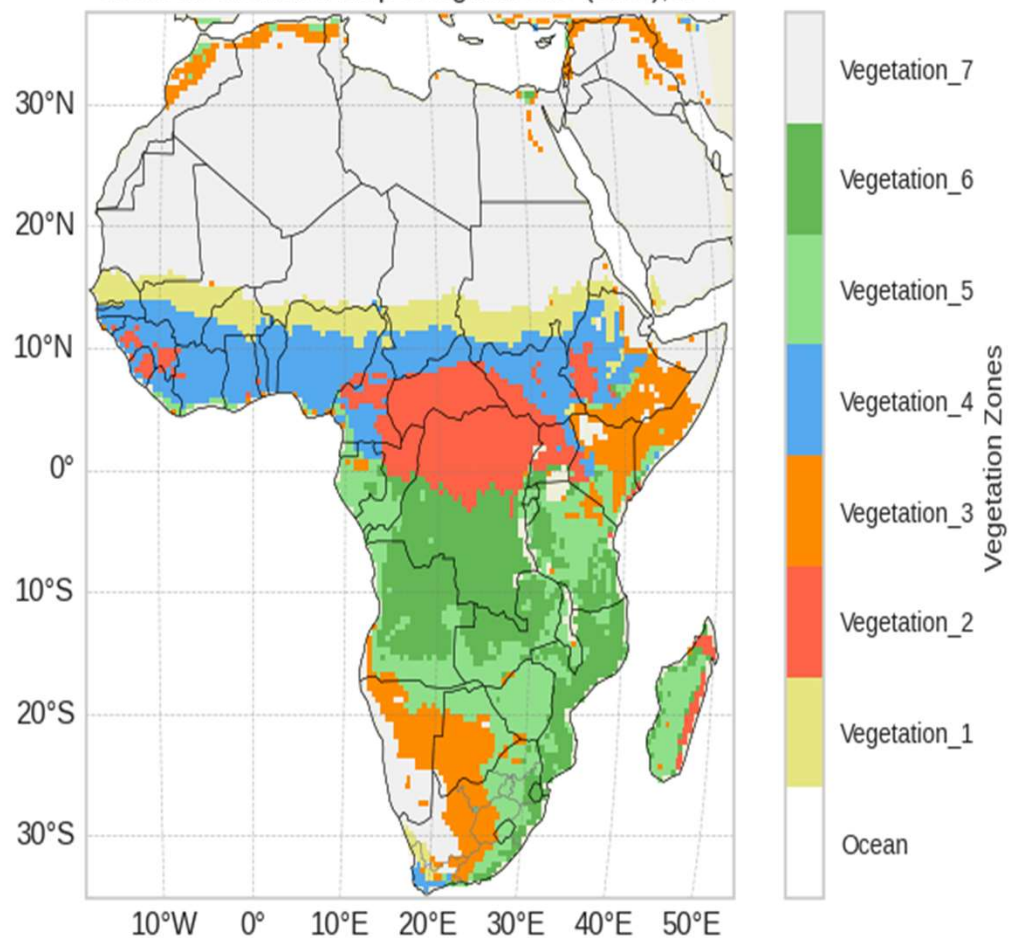 30°N
20°N
10°N
0°
10°S
20°S
30°S
10°W 0° 10°E 20°E 30°E 40°E 50°E
Vegetation_7
Vegetation_6
Vegetation_5
Vegetation_4
Vegetation_3
Vegetation_2
Vegetation_1
Ocean
Vegetation Zones